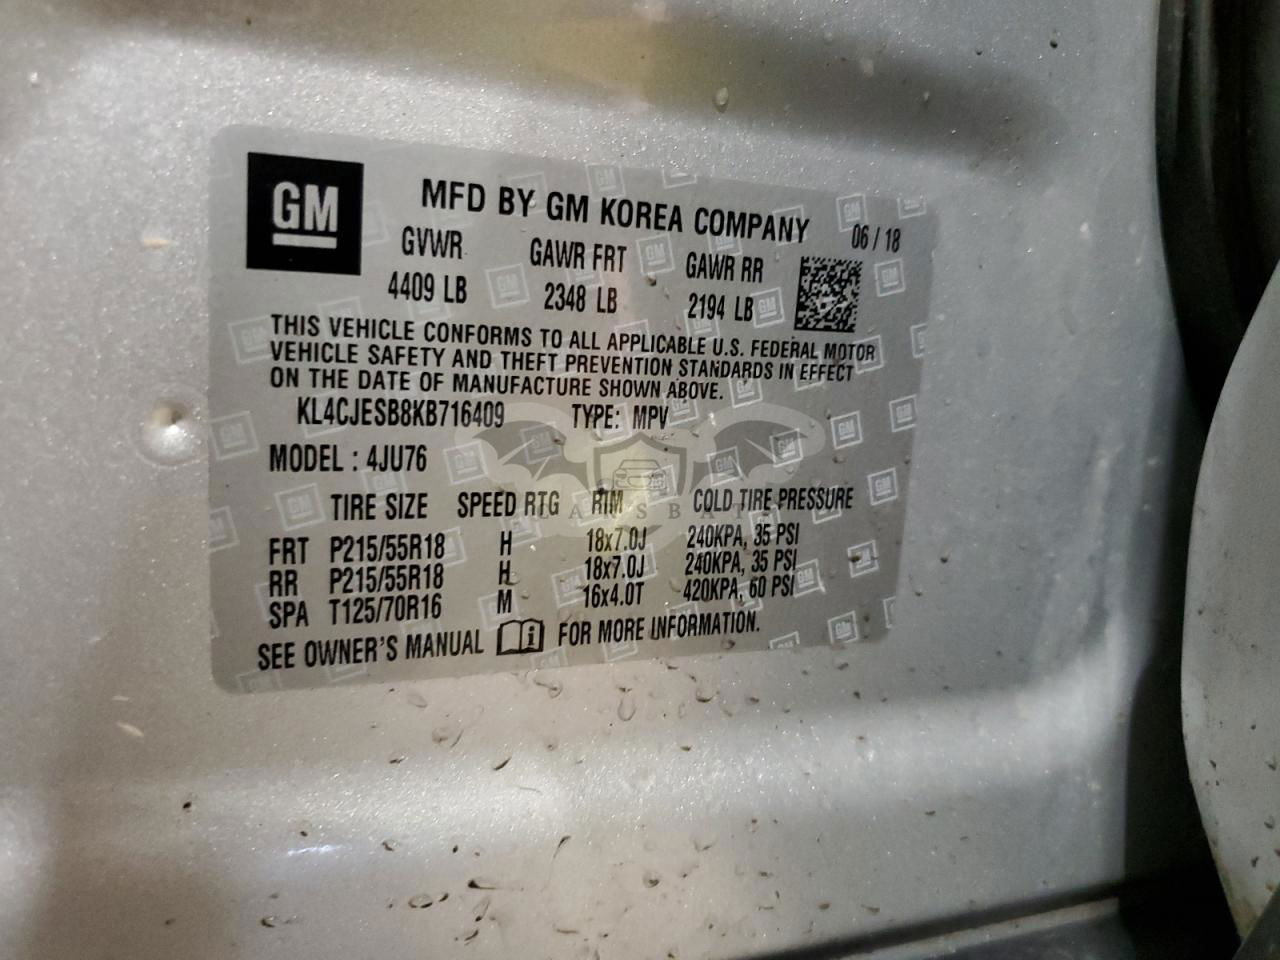 GM
MFD BY GM KOREA COMPANY
06 / 18
GVWR GAWR FRT GAWR RR
4409 LB 2348 LB 2194 LB
THIS VEHICLE CONFORMS TO ALL APPLICABLE U.S. FEDERAL MOTOR
VEHICLE SAFETY AND THEFT PREVENTION STANDARDS IN EFFECT
ON THE DATE OF MANUFACTURE SHOWN ABOVE.
KL4CJESB8KB716409 TYPE: MPV
MODEL : 4JU76
TIRE SIZE SPEED RTG RIM COLD TIRE PRESSURE
CARSBAT
FRT P215/55R18 H 18x7.0J 240KPA, 35 PSI
RR P215/55R18 H 18x7.0J 240KPA, 35 PSI
SPA T125/70R16 M 16x4.0T 420KPA, 60 PSI
SEE OWNER'S MANUAL FOR MORE INFORMATION.